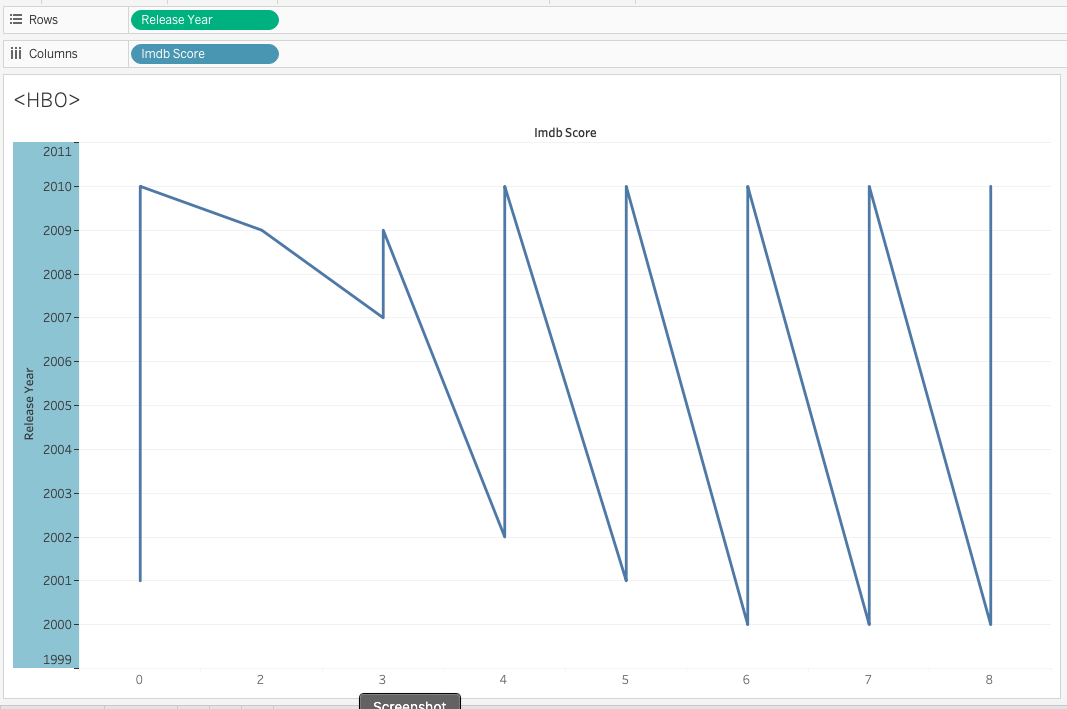 Rows
Release Year
Columns
Imdb Score
<HBO>
Imdb Score
2011
2010
2009
2008
2007
2006
2005
2004
2003
2002
2001
2000
1999
Release Year
0 2 3 4 5 6 7 8
Screenshot